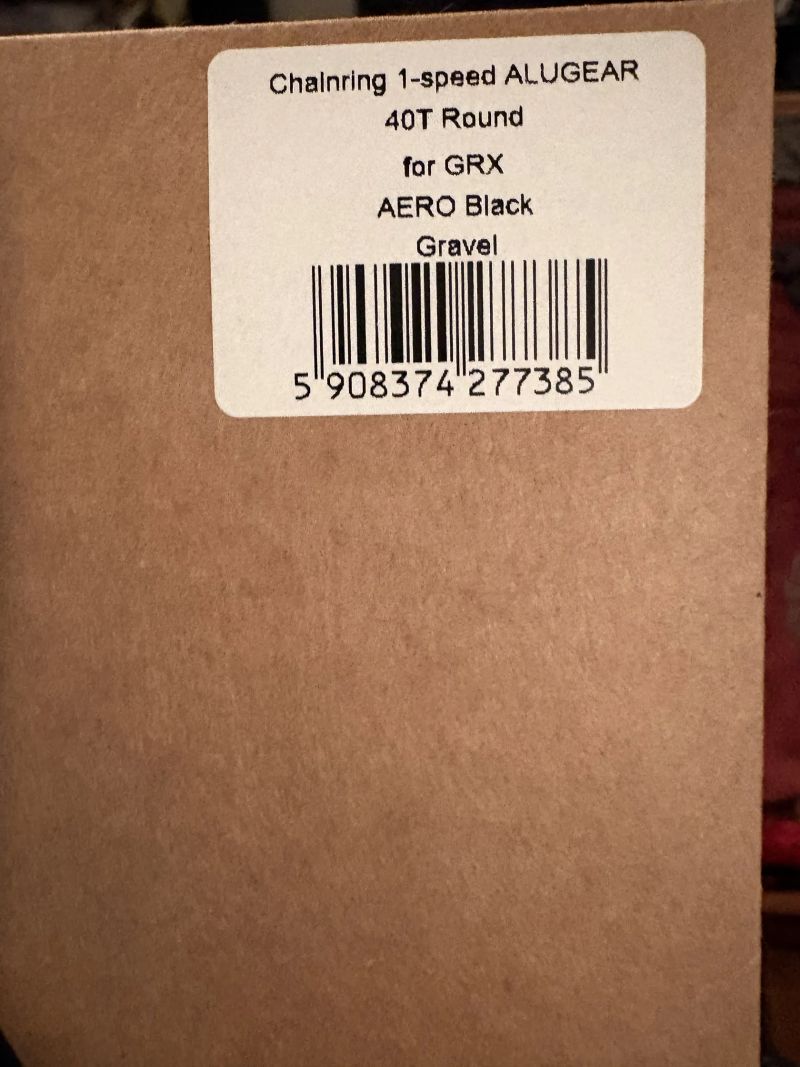 Chainring 1-speed ALUGEAR
40T Round
for GRX
AERO Black
Gravel
5 908374 277385